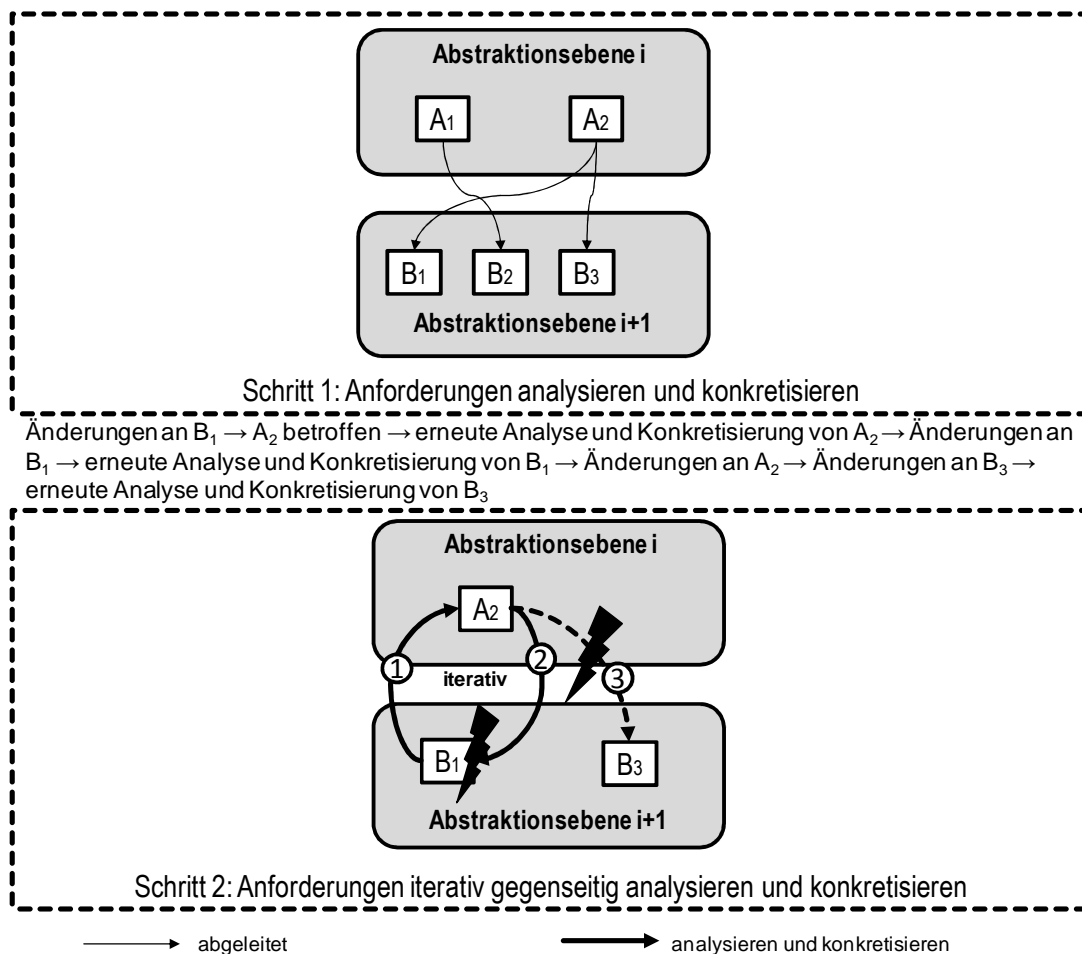 Abstraktionsebene i
A₁ A₂
B₁ B₂ B₃
Abstraktionsebene i+1
Schritt 1: Anforderungen analysieren und konkretisieren
Änderungen an B₁ → A₂ betroffen → erneute Analyse und Konkretisierung von A₂ → Änderungen an
B₁ → erneute Analyse und Konkretisierung von B₁ → Änderungen an A₂ → Änderungen an B₃ →
erneute Analyse und Konkretisierung von B₃
Abstraktionsebene i
A₂
1 2 3
iterativ
B₁ B₃
Abstraktionsebene i+1
Schritt 2: Anforderungen iterativ gegenseitig analysieren und konkretisieren
abgeleitet analysieren und konkretisieren